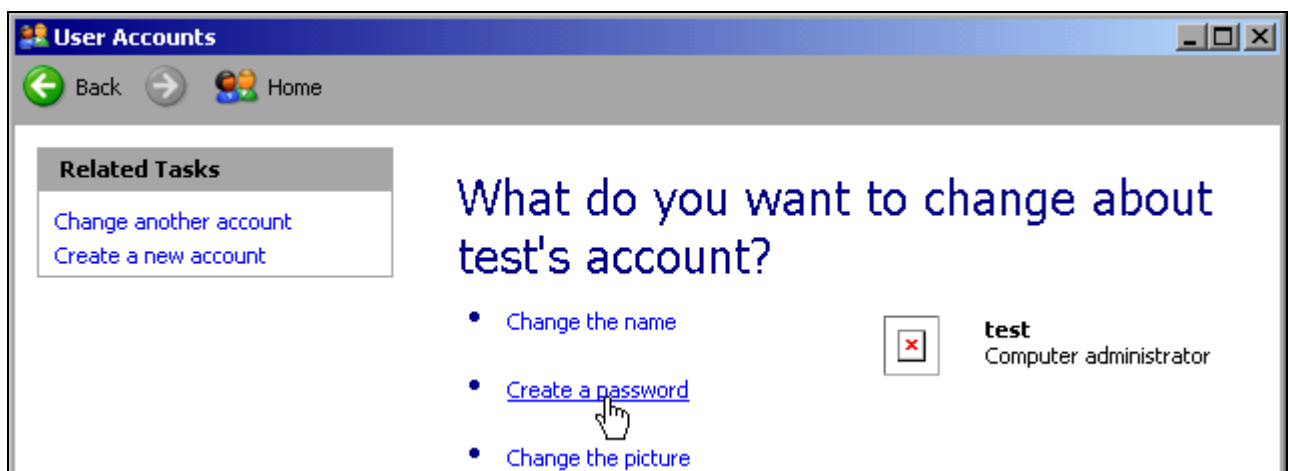 User Accounts
Back Home
Related Tasks
Change another account
Create a new account
What do you want to change about
test's account?
Change the name
test
Computer administrator
Create a password
Change the picture